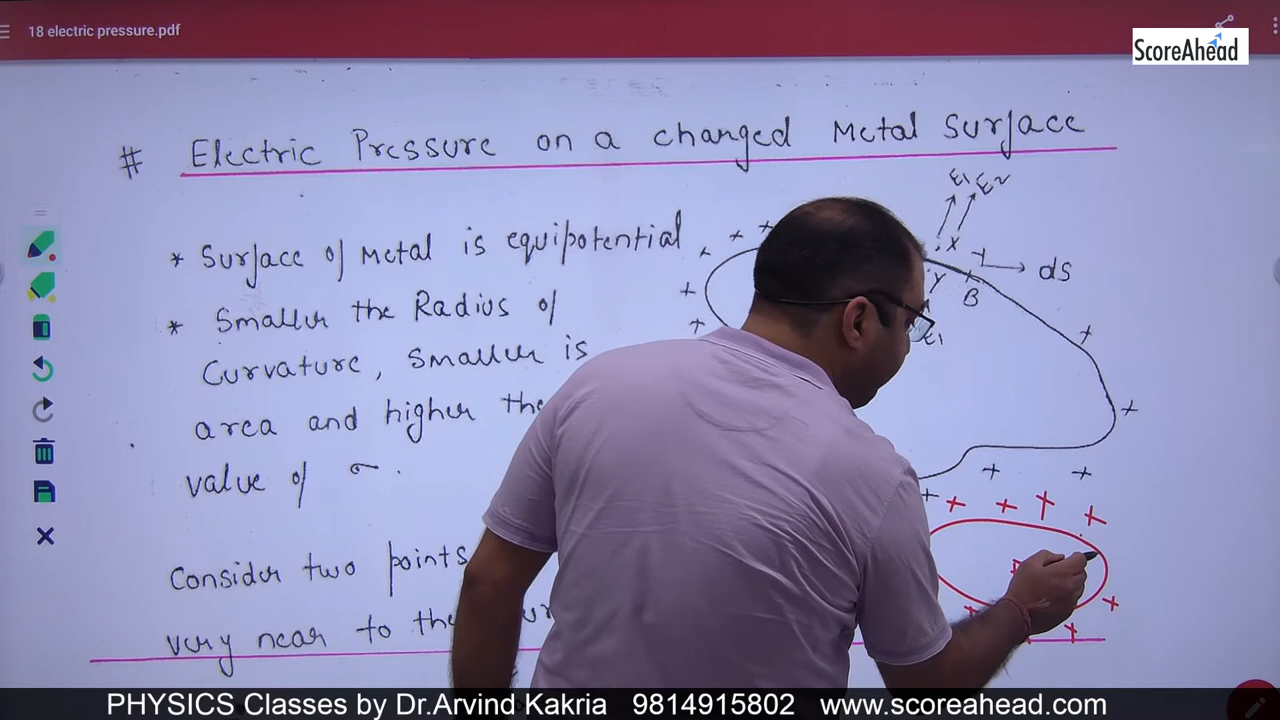 18 electric pressure.pdf
ScoreAhead
# Electric Pressure on a changed Metal Surface
* Surface of Metal is equipotential
* Smaller the Radius of
Curvature, Smaller is
area and higher the
value of σ.
Consider two points
very near to the
E1 E2
X
Y
B
dS
E1
PHYSICS Classes by Dr.Arvind Kakria 9814915802 www.scoreahead.com